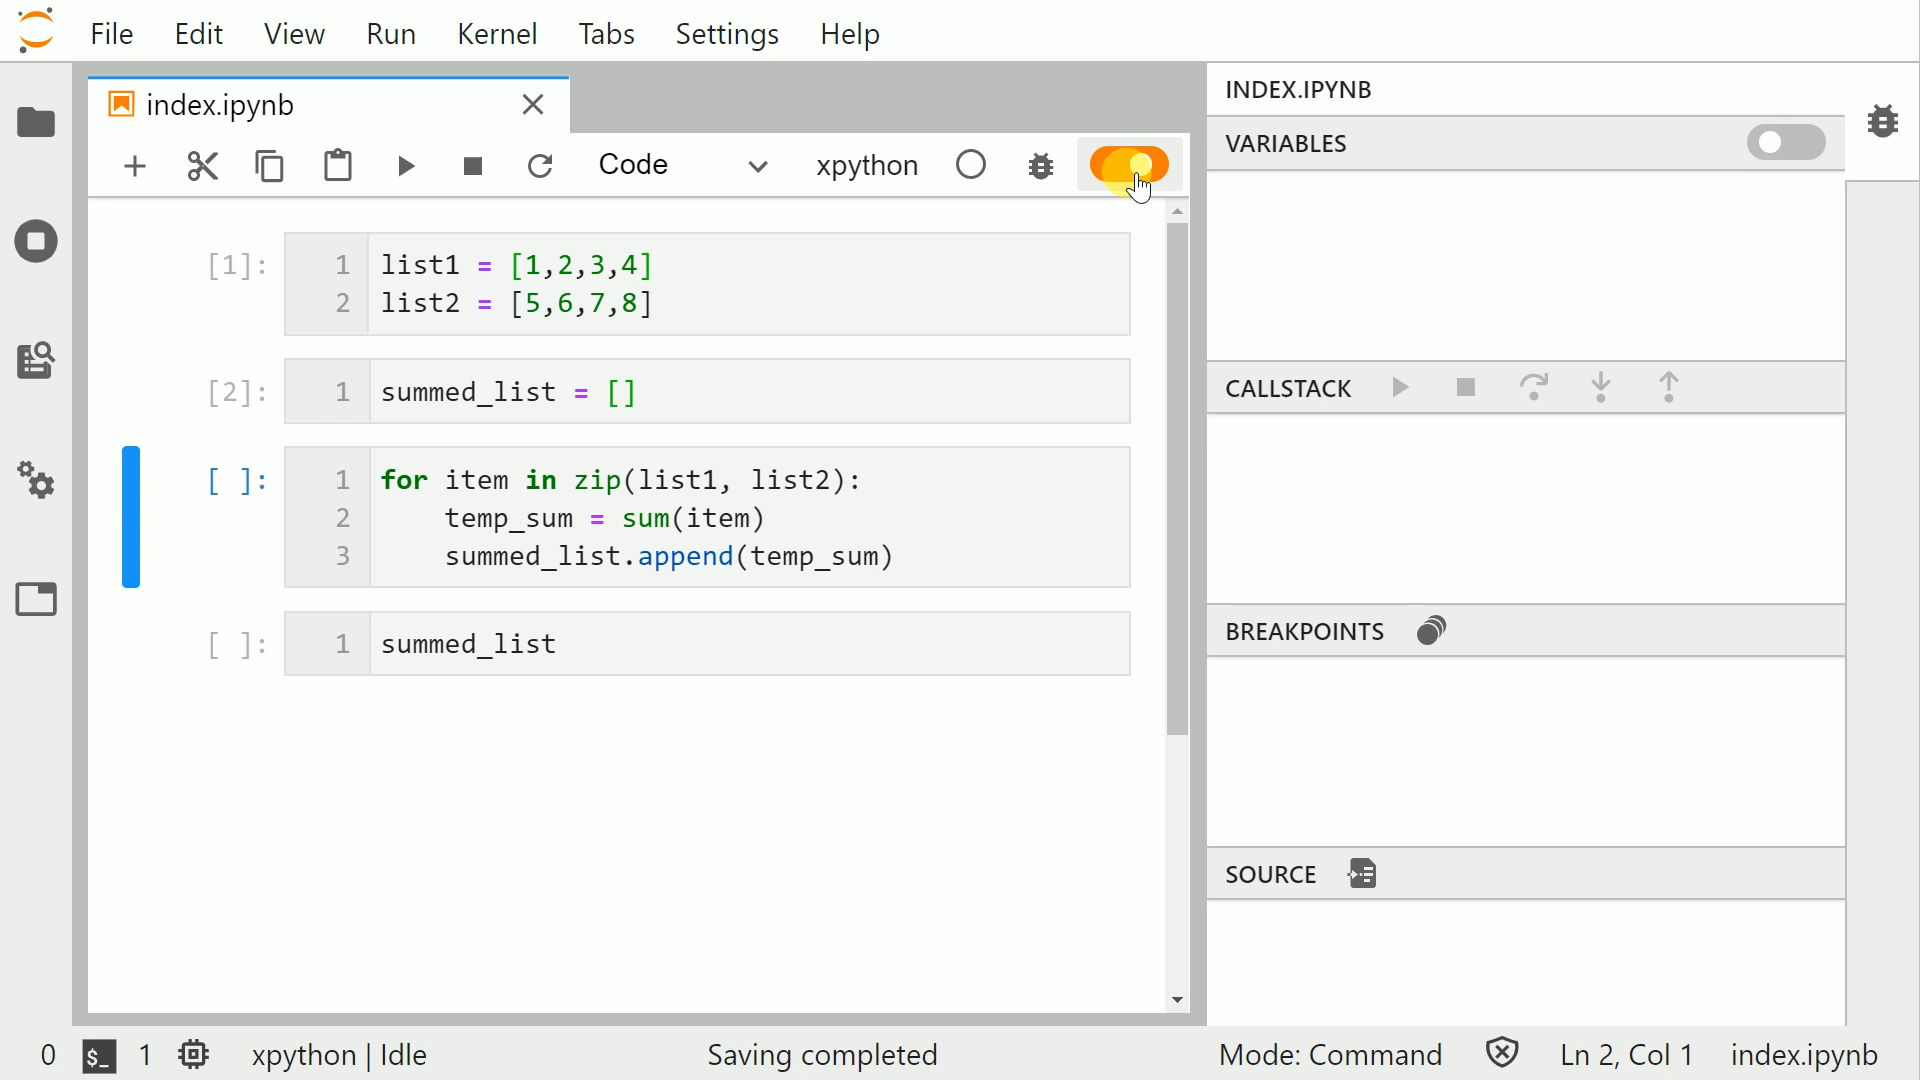 File Edit View Run Kernel Tabs Settings Help
index.ipynb
Code xpython
[1]: 1 list1 = [1,2,3,4]
2 list2 = [5,6,7,8]
[2]: 1 summed_list = []
[ ]: 1 for item in zip(list1, list2):
2 temp_sum = sum(item)
3 summed_list.append(temp_sum)
[ ]: 1 summed_list
INDEX.IPYNB
VARIABLES
CALLSTACK
BREAKPOINTS
SOURCE
0 $_ 1 xpython | Idle Saving completed Mode: Command Ln 2, Col 1 index.ipynb